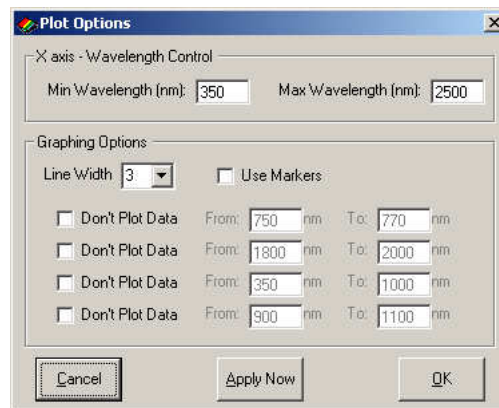 Plot Options
X axis - Wavelength Control
Min Wavelength (nm): 350 Max Wavelength (nm): 2500
Graphing Options
Line Width 3 Use Markers
Don't Plot Data From: 750 nm To: 770 nm
Don't Plot Data From: 1800 nm To: 2000 nm
Don't Plot Data From: 350 nm To: 1000 nm
Don't Plot Data From: 900 nm To: 1100 nm
Cancel Apply Now OK